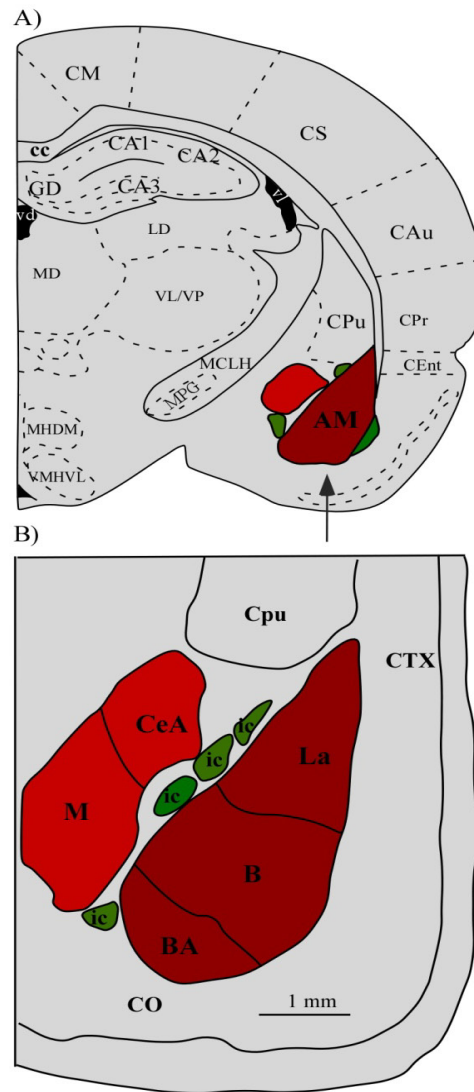 A)
CM
CS
cc
CA1
CA2
GD
CA3
vl
vd
LD
CAu
MD
VL/VP
CPu
CPr
MCLH
CEnt
MPG
AM
MHDM
VMHVL
B)
Cpu
CTX
CeA
ic
ic
La
ic
M
B
ic
BA
CO
1 mm